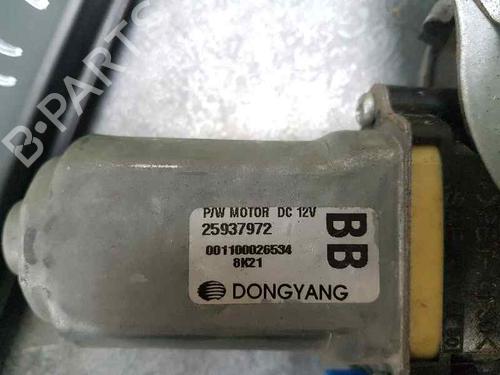 B-PARTS
P/W MOTOR DC 12V
25937972
001100026534
8K21
BB
DONGYANG